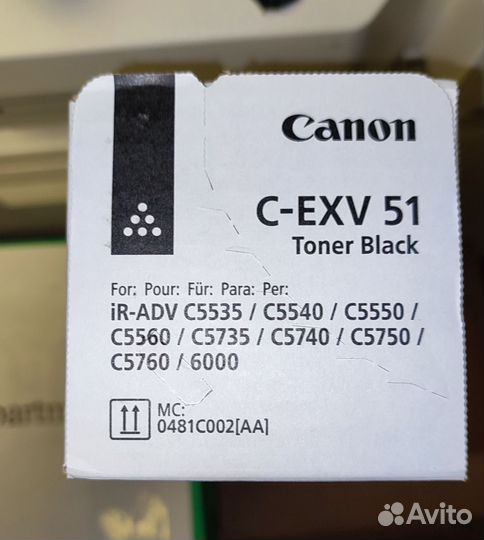 Canon
C-EXV 51
Toner Black
For: Pour: Für: Para: Per:
iR-ADV C5535 / C5540 / C5550 /
C5560 / C5735 / C5740 / C5750 /
C5760 / 6000
MC:
0481C002[AA]
Avito